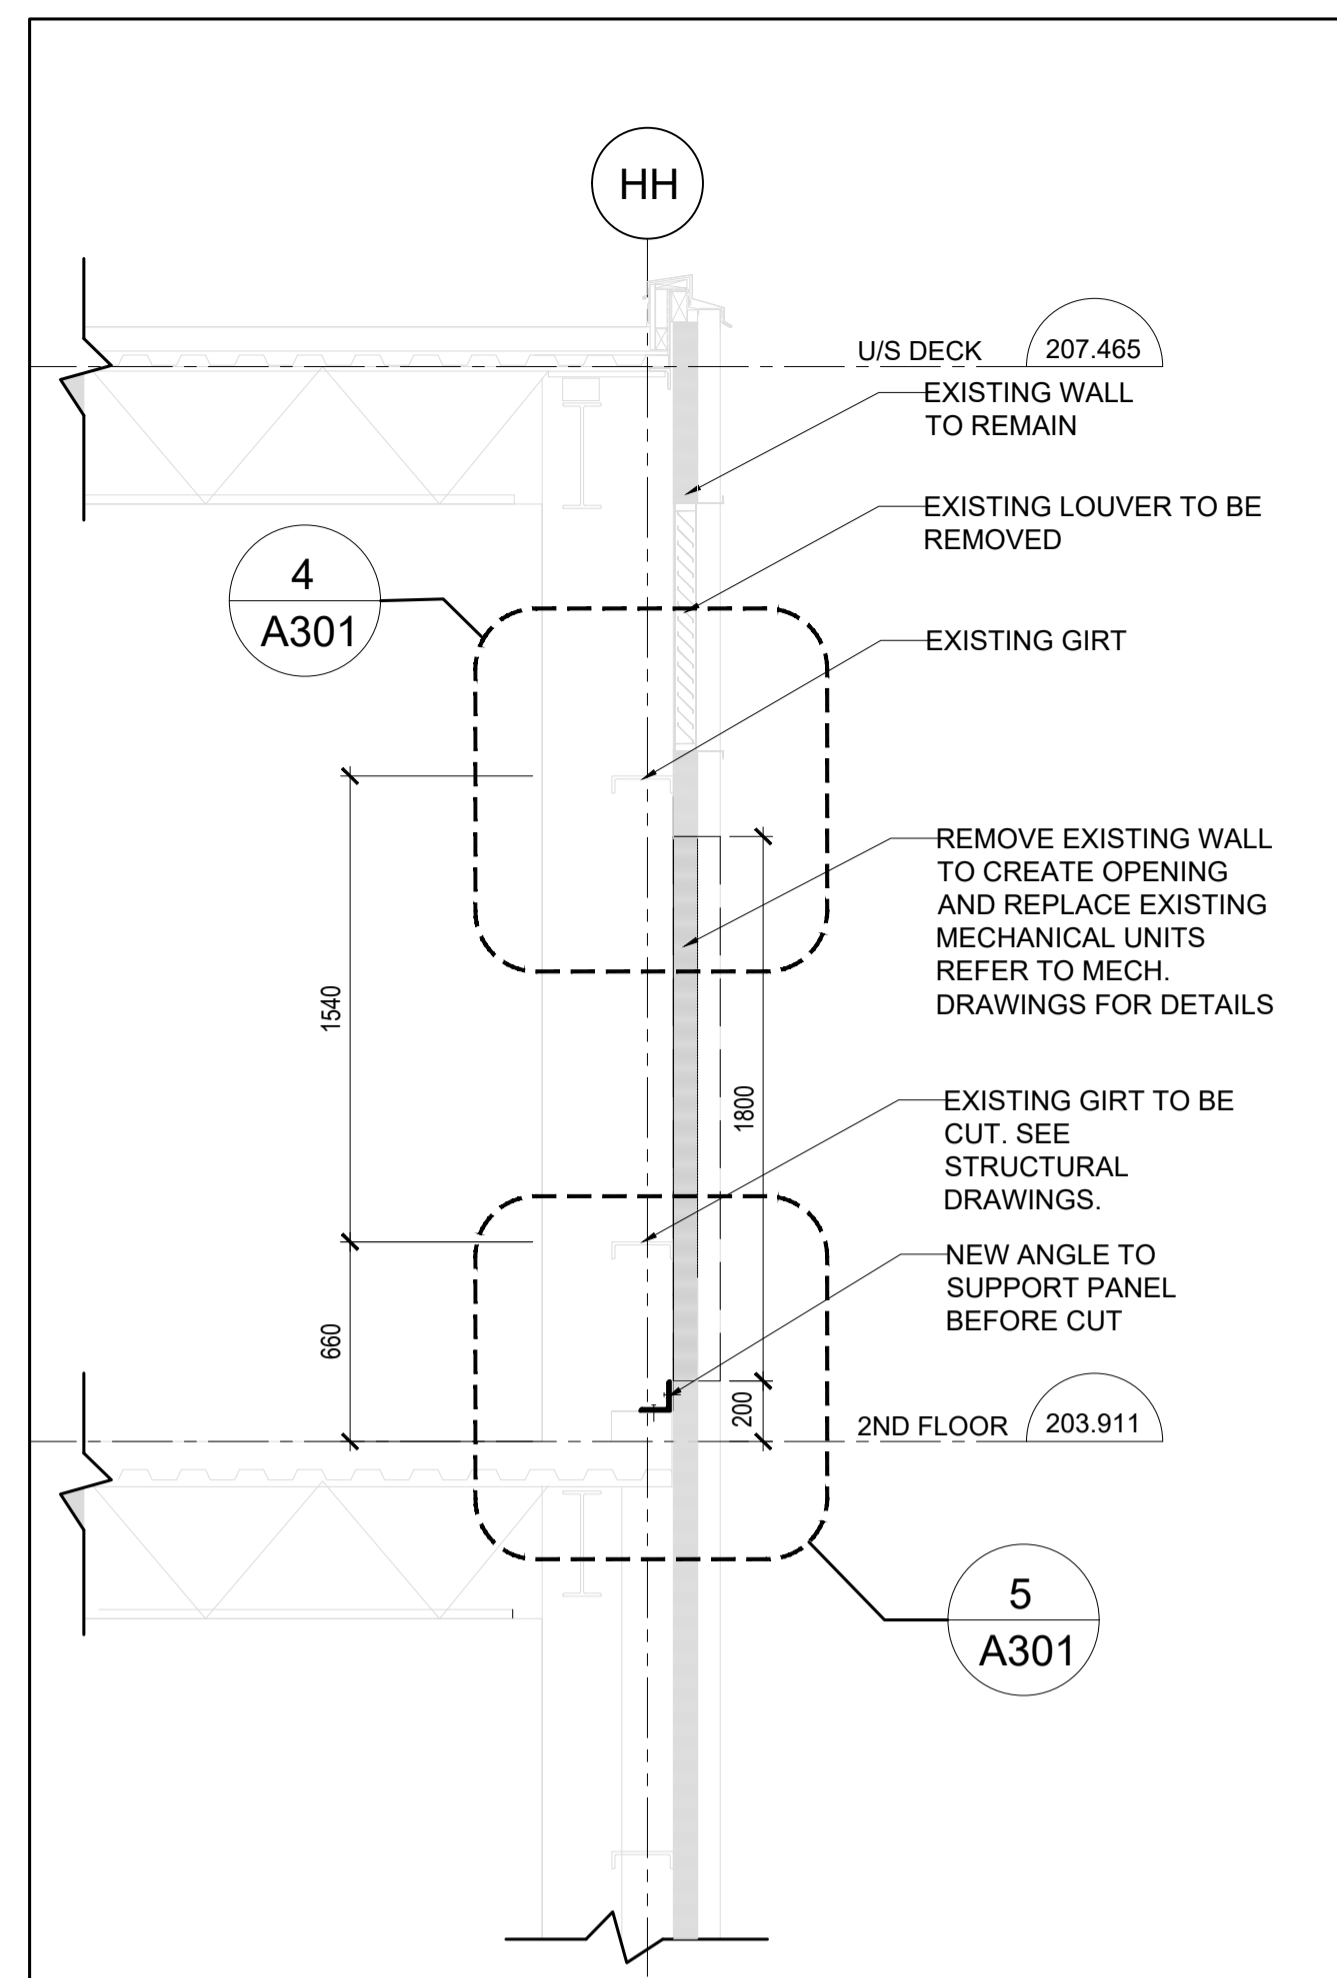 HH
U/S DECK 207.465
EXISTING WALL
TO REMAIN
EXISTING LOUVER TO BE
REMOVED
4
A301
EXISTING GIRT
REMOVE EXISTING WALL
TO CREATE OPENING
AND REPLACE EXISTING
MECHANICAL UNITS
REFER TO MECH.
DRAWINGS FOR DETAILS
1540
1800
EXISTING GIRT TO BE
CUT. SEE
STRUCTURAL
DRAWINGS.
NEW ANGLE TO
SUPPORT PANEL
BEFORE CUT
660
200
2ND FLOOR 203.911
5
A301